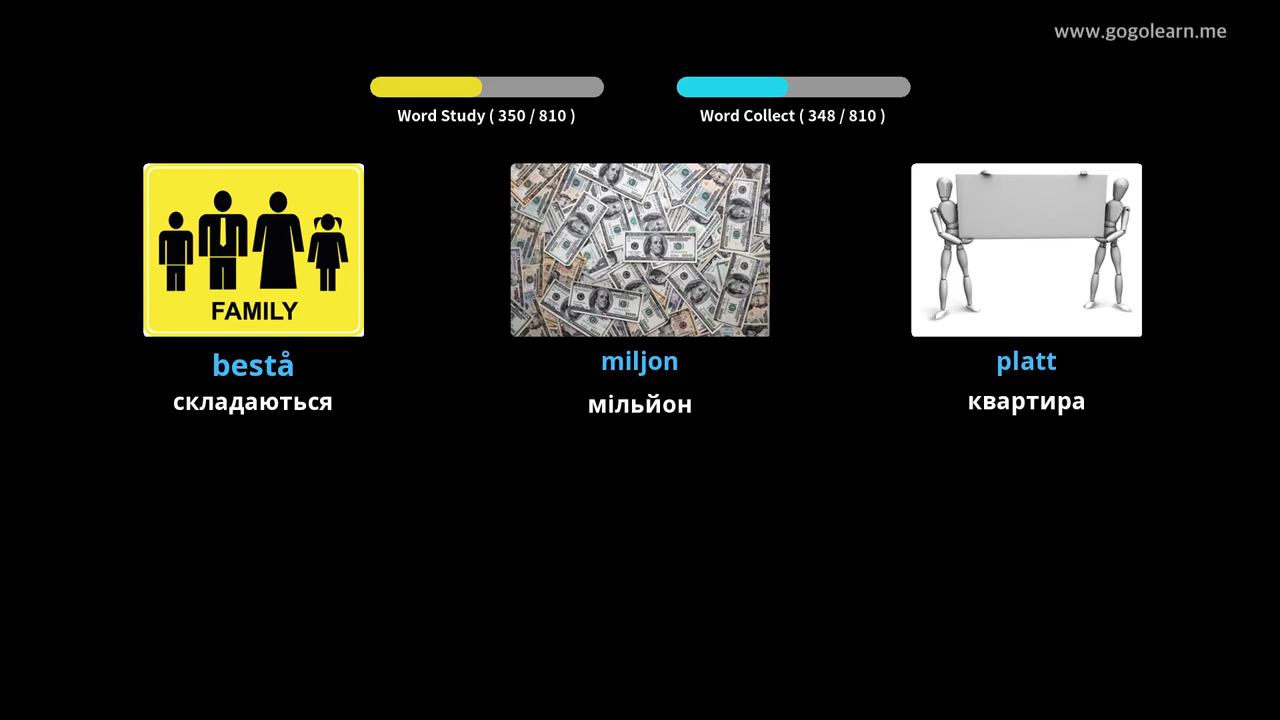 www.gogolearn.me
Word Study ( 350 / 810 )
Word Collect ( 348 / 810 )
FAMILY
bestå
miljon
platt
складаються
мільйон
квартира